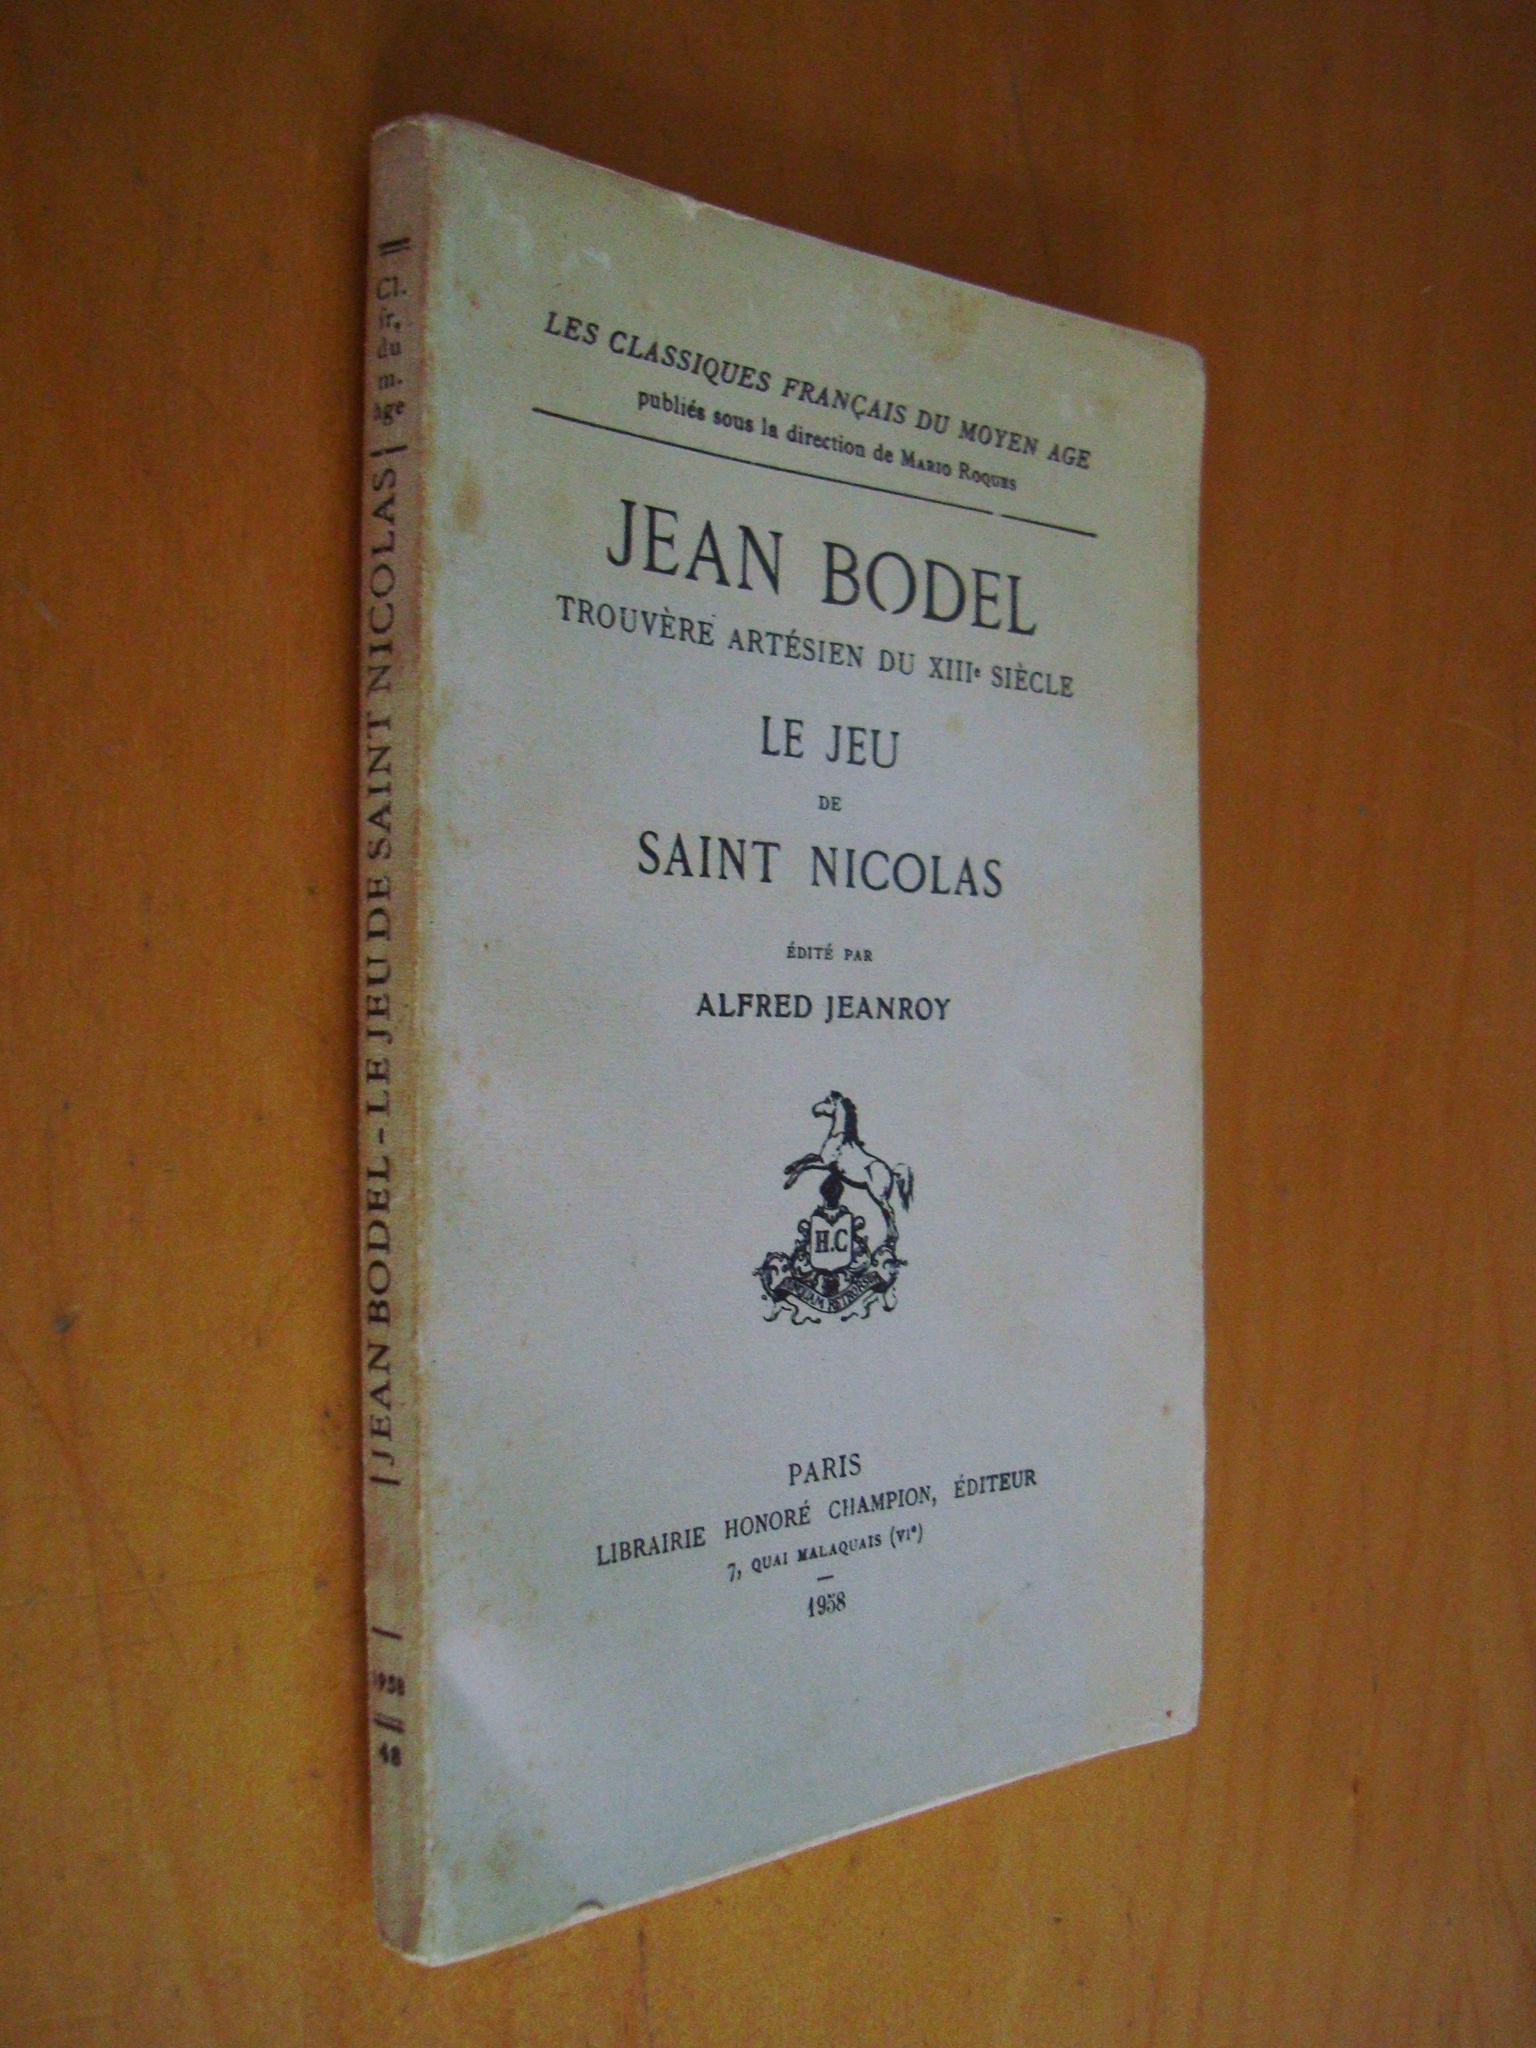 LES CLASSIQUES FRANÇAIS DU MOYEN AGE
publiés sous la direction de MARIO ROQUES
JEAN BODEL
TROUVÈRE ARTÉSIEN DU XIIIe SIÈCLE
LE JEU
DE
SAINT NICOLAS
ÉDITÉ PAR
ALFRED JEANROY
H.C
PARIS
LIBRAIRIE HONORÉ CHAMPION, ÉDITEUR
7, QUAI MALAQUAIS (VIe)
1958
Cl.
fr.
du
m.
âge
JEAN BODEL - LE JEU DE SAINT NICOLAS
1958
48